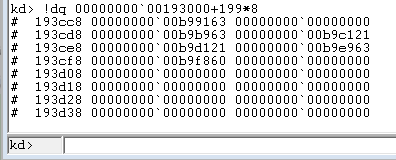 kd> !dq 00000000`00193000+199*8
#  193cc8 00000000`00b99163 00000000`00000000
#  193cd8 00000000`00b9b963 00000000`00b9c121
#  193ce8 00000000`00b9d121 00000000`00b9e963
#  193cf8 00000000`00b9f860 00000000`00000000
#  193d08 00000000`00000000 00000000`00000000
#  193d18 00000000`00000000 00000000`00000000
#  193d28 00000000`00000000 00000000`00000000
#  193d38 00000000`00000000 00000000`00000000
kd>